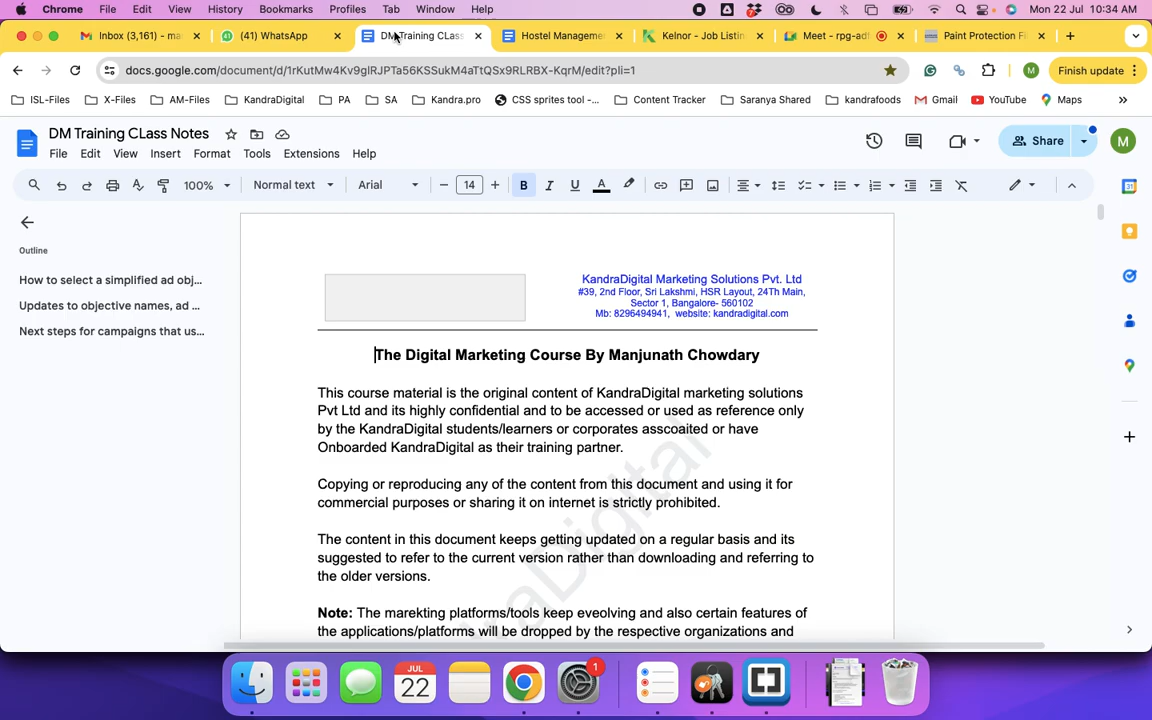 Chrome File Edit View History Bookmarks Profiles Tab Window Help Mon 22 Jul 10:34 AM
Inbox (3,161) - ma (41) WhatsApp DM Training CLass Hostel Manageme Kelnor - Job Listin Meet - rpg-adt Paint Protection Fi
docs.google.com/document/d/1rKutMw4Kv9glRJPTa56KSSukM4aTtQSx9RLRBX-KqrM/edit?pli=1 M Finish update
ISL-Files X-Files AM-Files KandraDigital PA SA Kandra.pro CSS sprites tool -... Content Tracker Saranya Shared kandrafoods Gmail YouTube Maps »
DM Training CLass Notes
File Edit View Insert Format Tools Extensions Help
Share M
100% Normal text Arial 14 B I U A
Outline
How to select a simplified ad obj...
Updates to objective names, ad ...
Next steps for campaigns that us...
KandraDigital Marketing Solutions Pvt. Ltd
#39, 2nd Floor, Sri Lakshmi, HSR Layout, 24Th Main,
Sector 1, Bangalore- 560102
Mb: 8296494941, website: kandradigital.com
The Digital Marketing Course By Manjunath Chowdary
This course material is the original content of KandraDigital marketing solutions
Pvt Ltd and its highly confidential and to be accessed or used as reference only
by the KandraDigital students/learners or corporates asscoaited or have
Onboarded KandraDigital as their training partner.
Copying or reproducing any of the content from this document and using it for
commercial purposes or sharing it on internet is strictly prohibited.
The content in this document keeps getting updated on a regular basis and its
suggested to refer to the current version rather than downloading and referring to
the older versions.
Note: The marekting platforms/tools keep eveolving and also certain features of
the applications/platforms will be dropped by the respective organizations and
raDigital
31
JUL
22
1